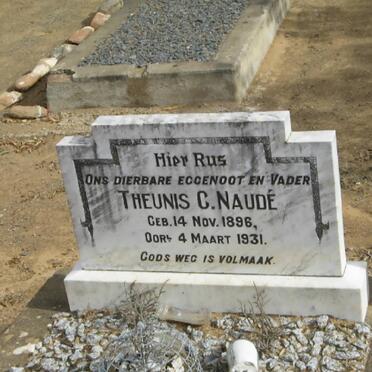 Hier Rus
Ons dierbare eggenoot en Vader
Theunis C. Naudé
Geb. 14 Nov. 1896,
Oorl 4 Maart 1931.
Gods weg is volmaak.